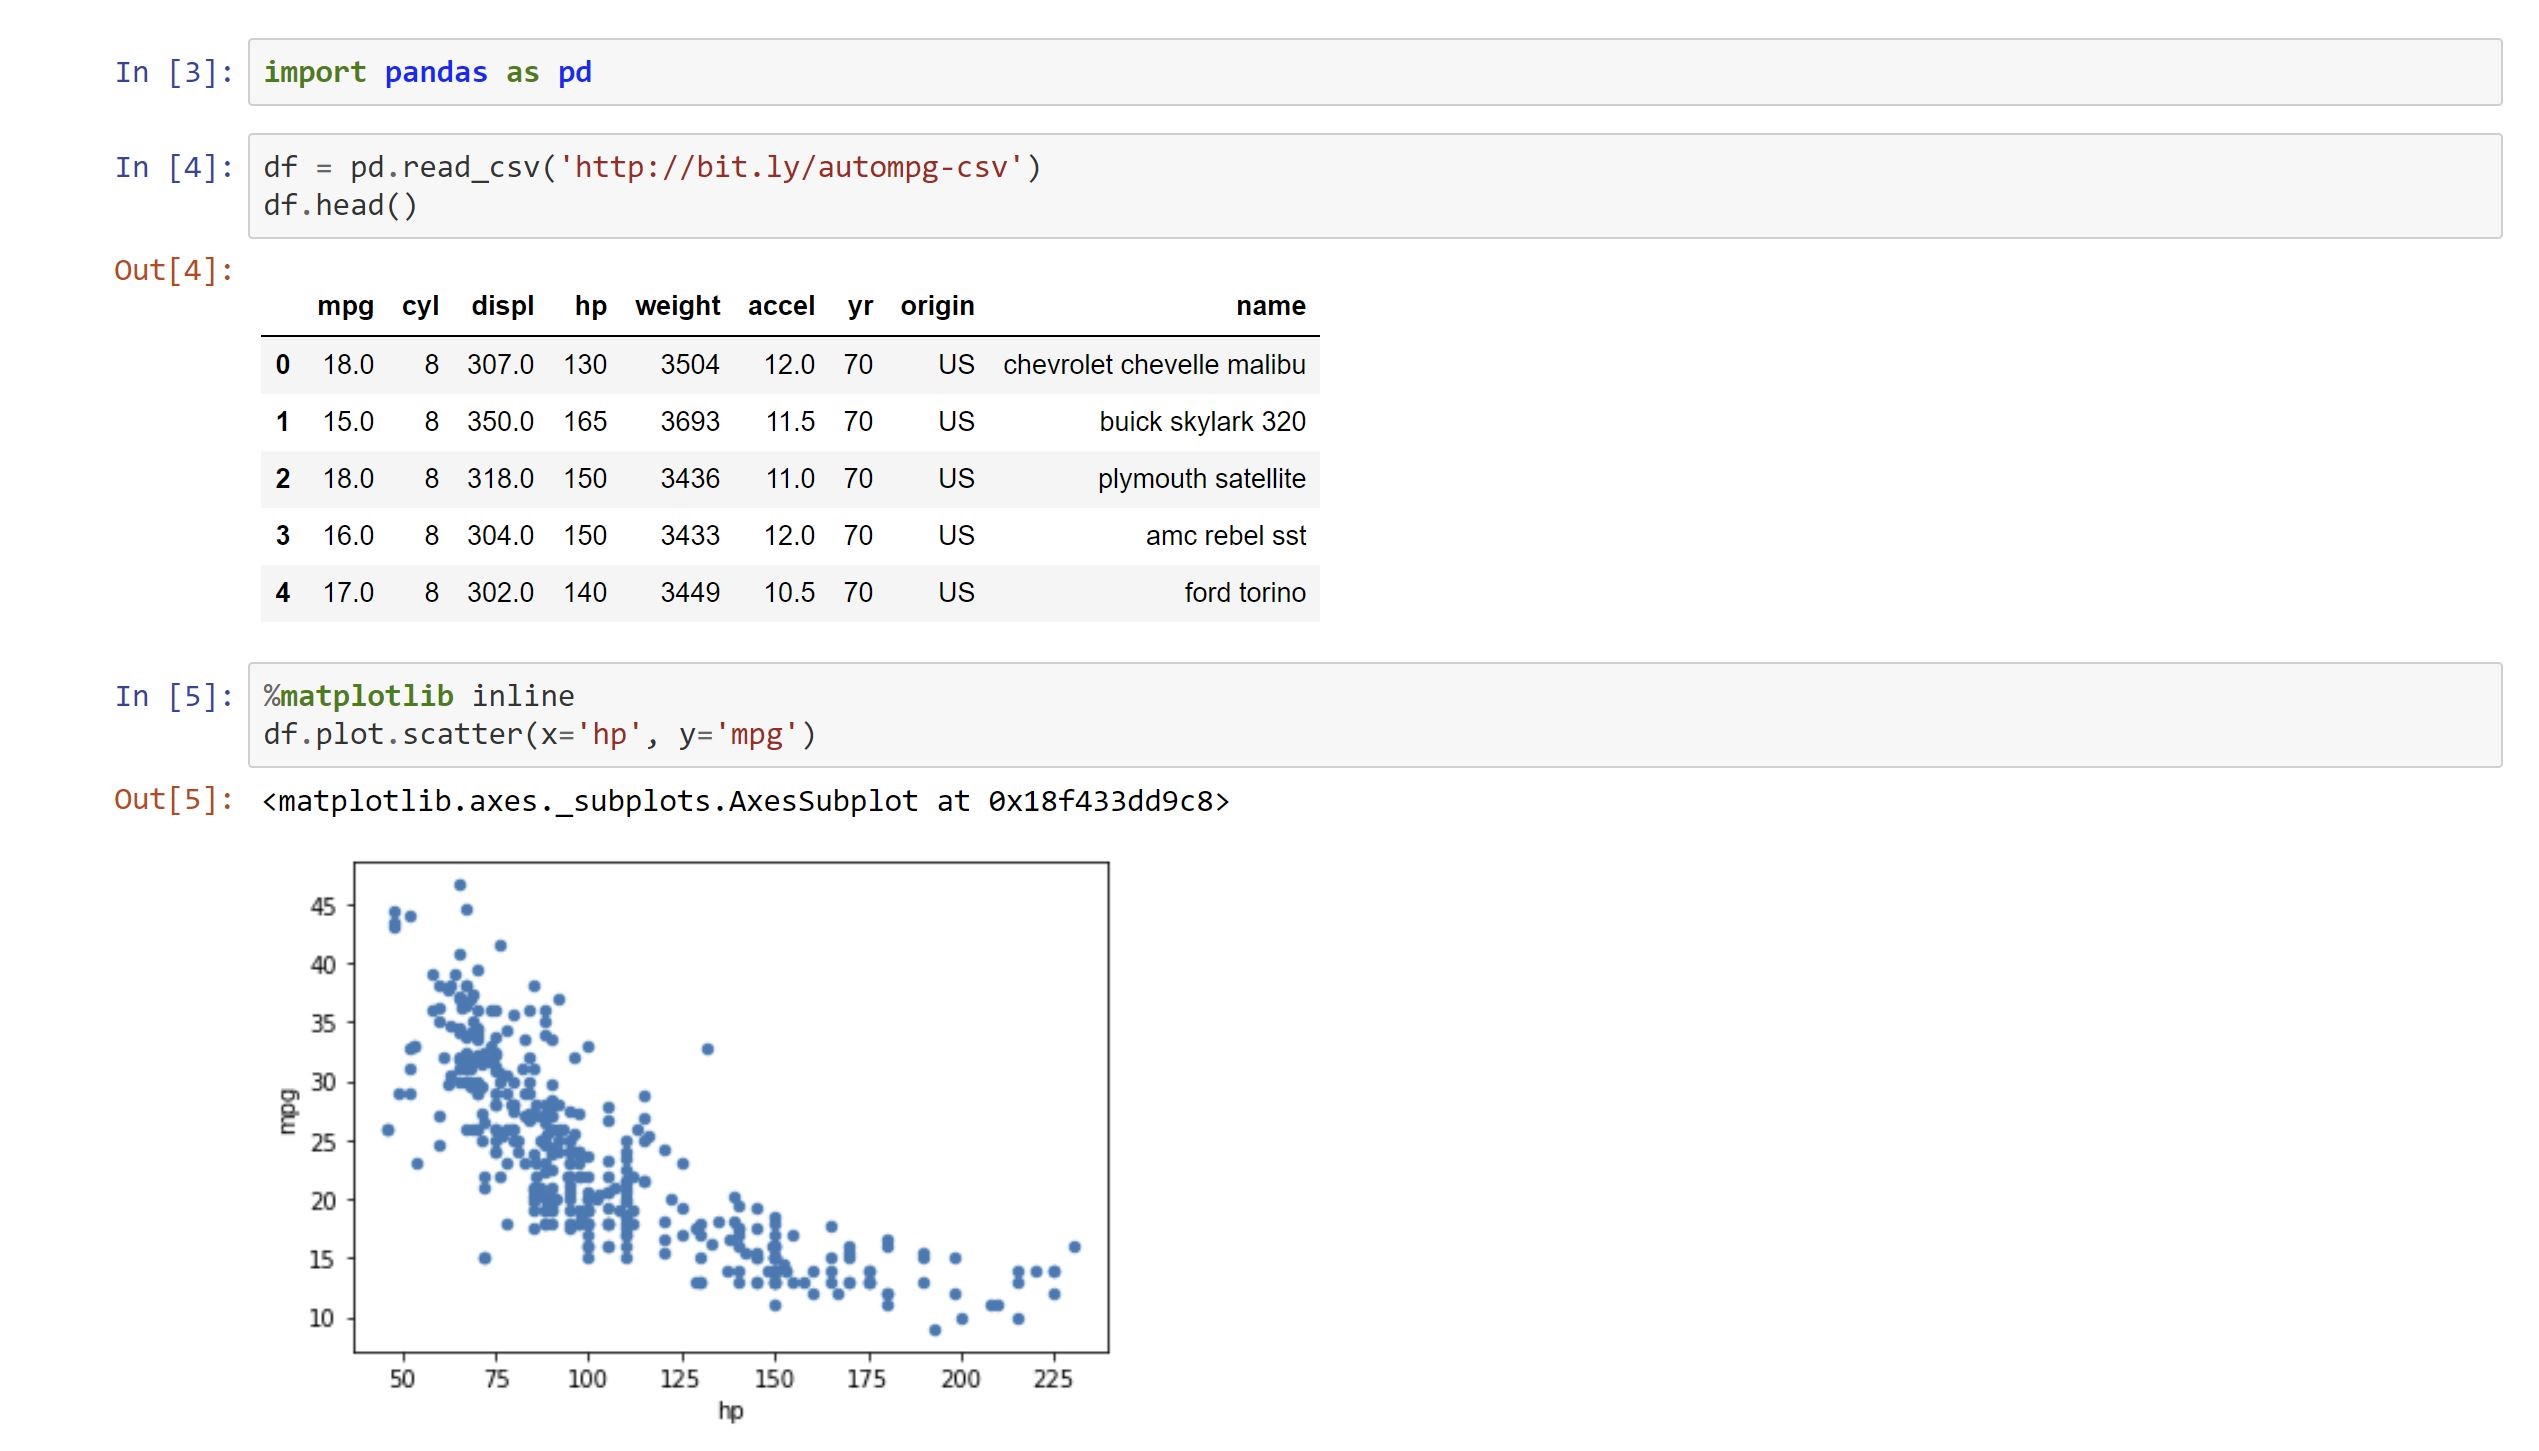 In [3]: import pandas as pd
In [4]: df = pd.read_csv('http://bit.ly/autompg-csv')
df.head()
Out[4]:
mpg cyl displ hp weight accel yr origin name
0 18.0 8 307.0 130 3504 12.0 70 US chevrolet chevelle malibu
1 15.0 8 350.0 165 3693 11.5 70 US buick skylark 320
2 18.0 8 318.0 150 3436 11.0 70 US plymouth satellite
3 16.0 8 304.0 150 3433 12.0 70 US amc rebel sst
4 17.0 8 302.0 140 3449 10.5 70 US ford torino
In [5]: %matplotlib inline
df.plot.scatter(x='hp', y='mpg')
Out[5]: <matplotlib.axes._subplots.AxesSubplot at 0x18f433dd9c8>
45
40
35
30
mpg
25
20
15
10
50 75 100 125 150 175 200 225
hp